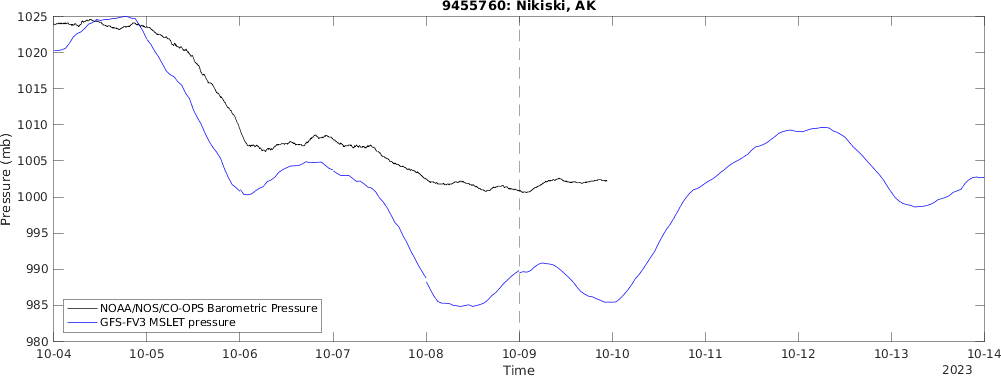 9455760: Nikiski, AK
Pressure (mb)
1025
1020
1015
1010
1005
1000
995
990
985
980
NOAA/NOS/CO-OPS Barometric Pressure
GFS-FV3 MSLET pressure
10-04 10-05 10-06 10-07 10-08 10-09 10-10 10-11 10-12 10-13 10-14
Time
2023